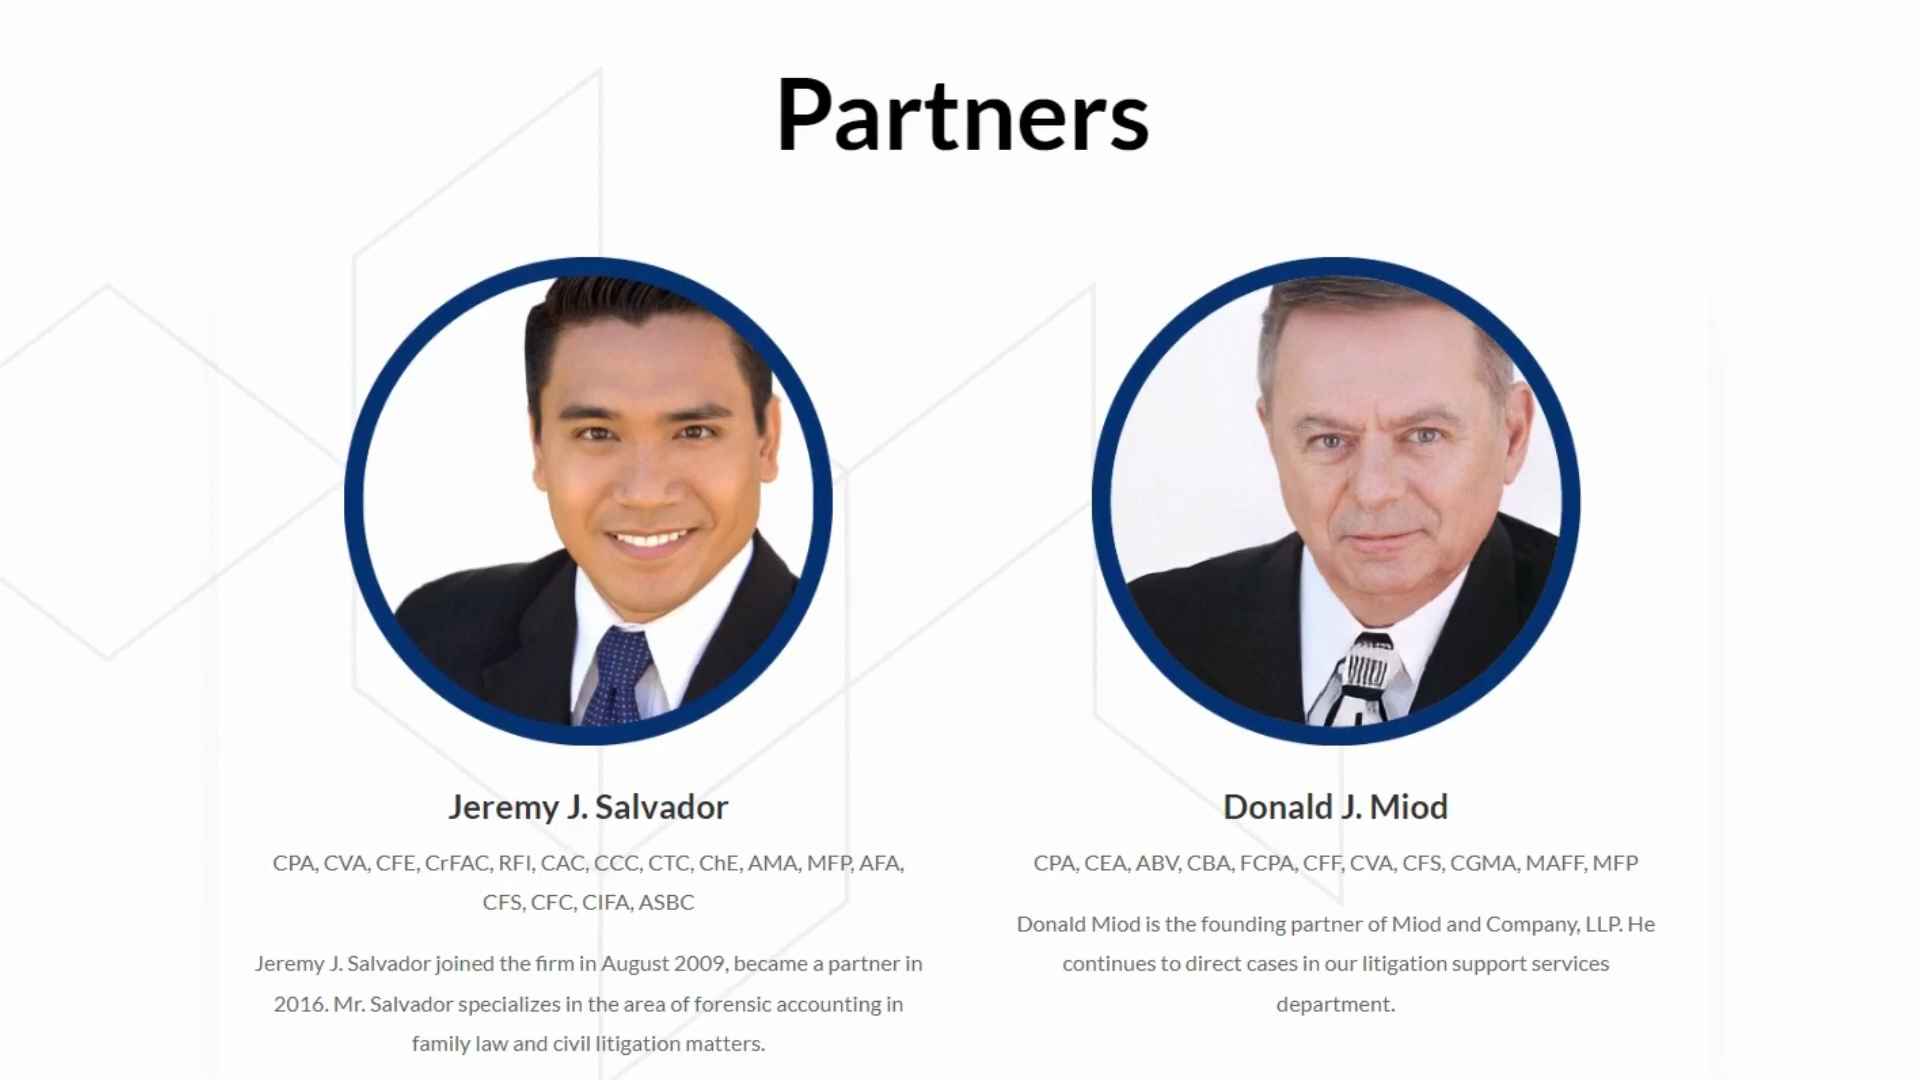 Partners
Jeremy J. Salvador
CPA, CVA, CFE, CrFAC, RFI, CAC, CCC, CTC, ChE, AMA, MFP, AFA,
CFS, CFC, CIFA, ASBC
Jeremy J. Salvador joined the firm in August 2009, became a partner in
2016. Mr. Salvador specializes in the area of forensic accounting in
family law and civil litigation matters.
Donald J. Miod
CPA, CEA, ABV, CBA, FCPA, CFF, CVA, CFS, CGMA, MAFF, MFP
Donald Miod is the founding partner of Miod and Company, LLP. He
continues to direct cases in our litigation support services
department.